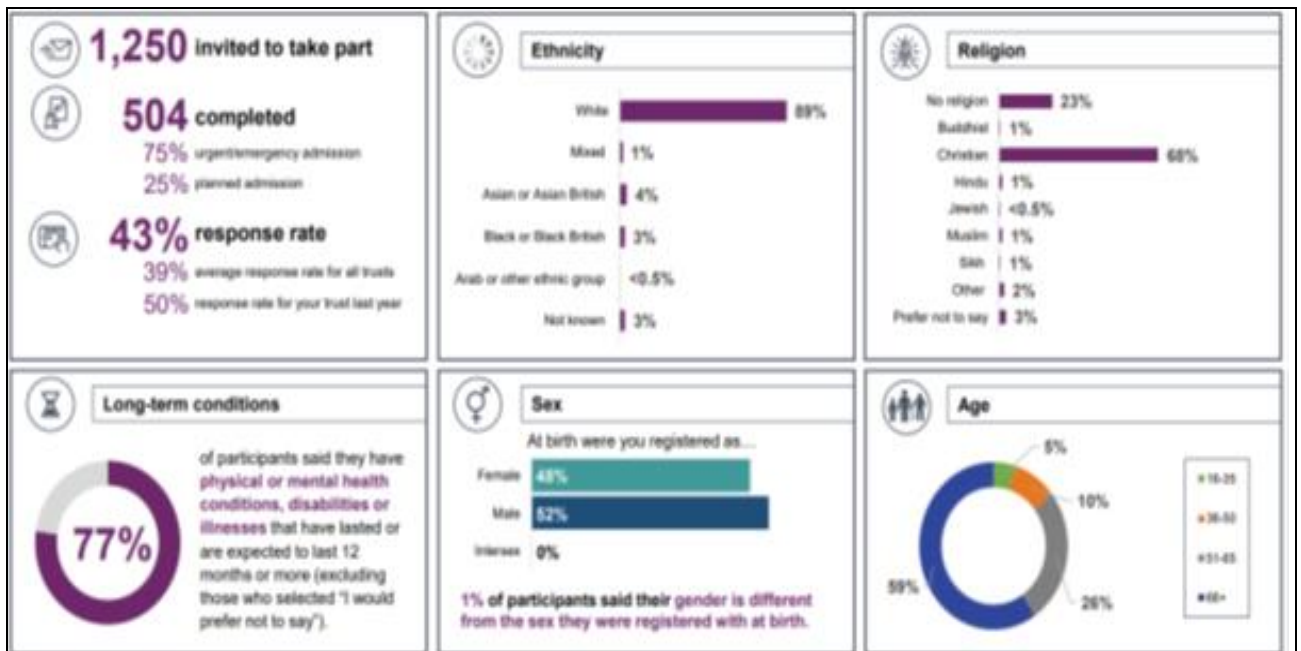 1,250 invited to take part
504 completed
75% urgent/emergency admission
25% planned admission
43% response rate
39% average response rate for all trusts
50% response rate for your trust last year
Ethnicity
White 89%
Mixed 1%
Asian or Asian British 4%
Black or Black British 3%
Arab or other ethnic group <0.5%
Not known 3%
Religion
No religion 23%
Buddhist 1%
Christian 68%
Hindu 1%
Jewish <0.5%
Muslim 1%
Sikh 1%
Other 2%
Prefer not to say 3%
Long-term conditions
77%
of participants said they have
physical or mental health
conditions, disabilities or
illnesses that have lasted or
are expected to last 12
months or more (excluding
those who selected "I would
prefer not to say").
Sex
At birth were you registered as...
Female 48%
Male 52%
Intersex 0%
1% of participants said their gender is different
from the sex they were registered with at birth.
Age
5%
10%
26%
59%
16-35
36-50
51-65
66+